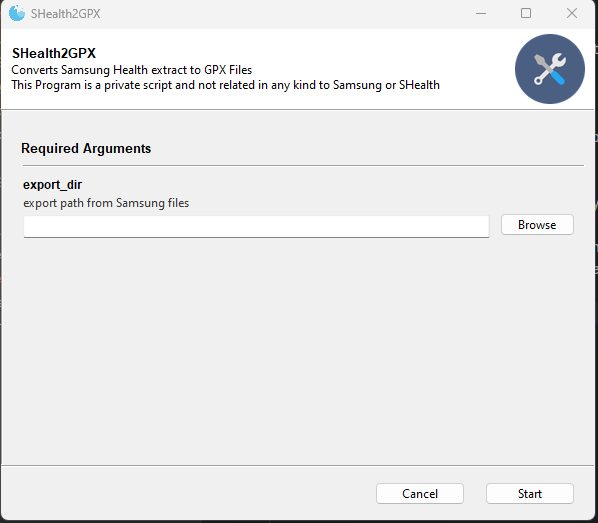 SHealth2GPX
SHealth2GPX
Converts Samsung Health extract to GPX Files
This Program is a private script and not related in any kind to Samsung or SHealth
Required Arguments
export_dir
export path from Samsung files
Browse
Cancel
Start